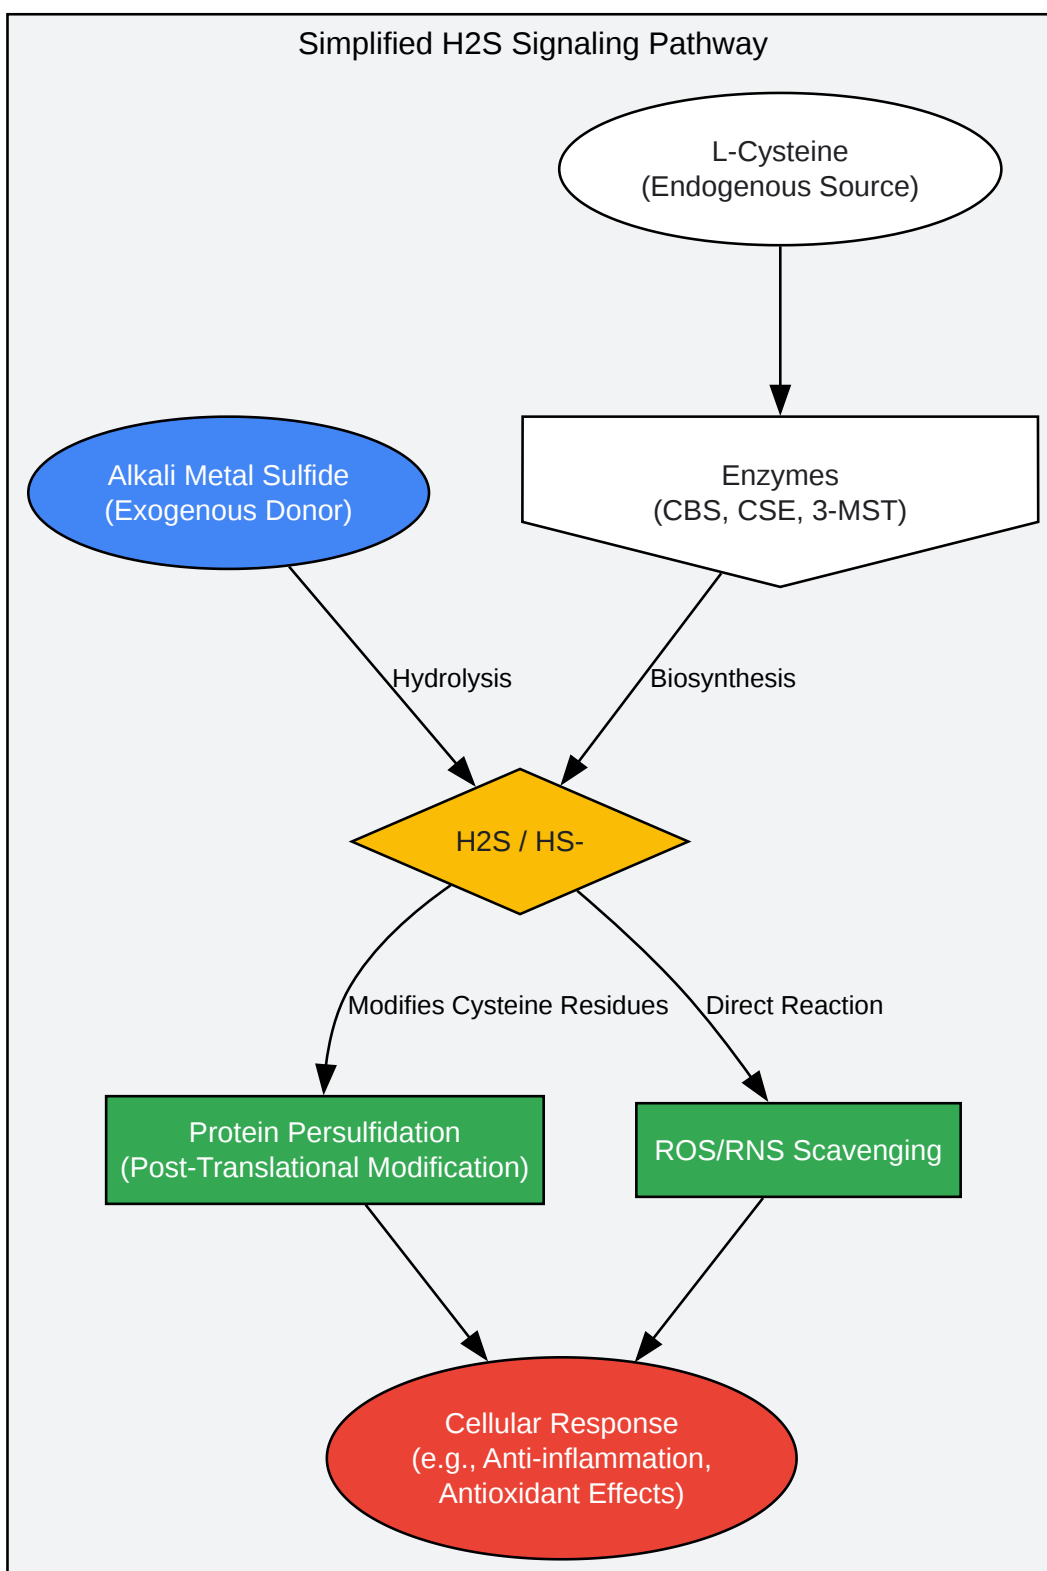 Simplified H2S Signaling Pathway
L-Cysteine
(Endogenous Source)
Alkali Metal Sulfide
(Exogenous Donor)
Enzymes
(CBS, CSE, 3-MST)
Hydrolysis
Biosynthesis
H2S / HS-
Modifies Cysteine Residues
Direct Reaction
Protein Persulfidation
(Post-Translational Modification)
ROS/RNS Scavenging
Cellular Response
(e.g., Anti-inflammation,
Antioxidant Effects)